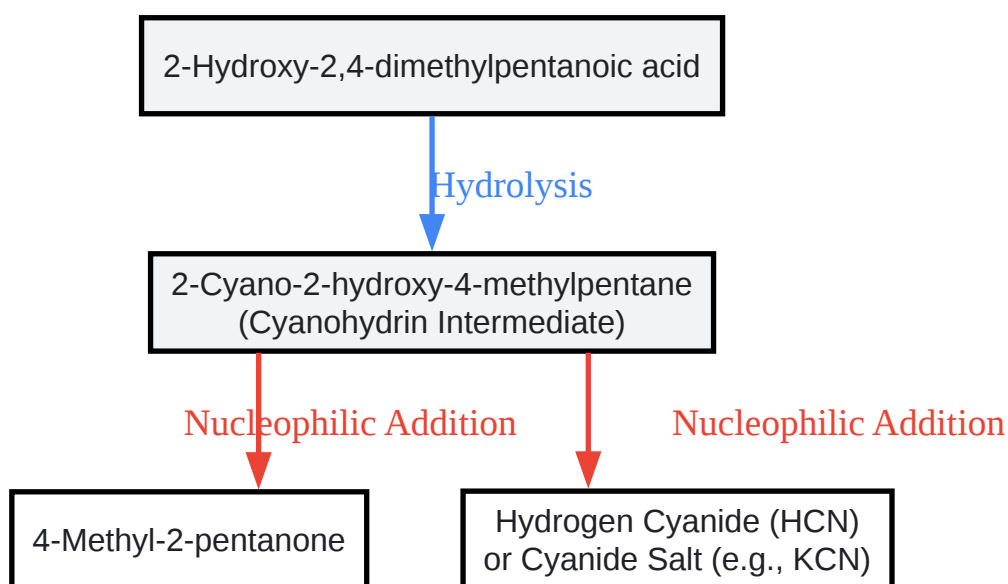 2-Hydroxy-2,4-dimethylpentanoic acid
Hydrolysis
2-Cyano-2-hydroxy-4-methylpentane
(Cyanohydrin Intermediate)
Nucleophilic Addition
Nucleophilic Addition
4-Methyl-2-pentanone
Hydrogen Cyanide (HCN)
or Cyanide Salt (e.g., KCN)